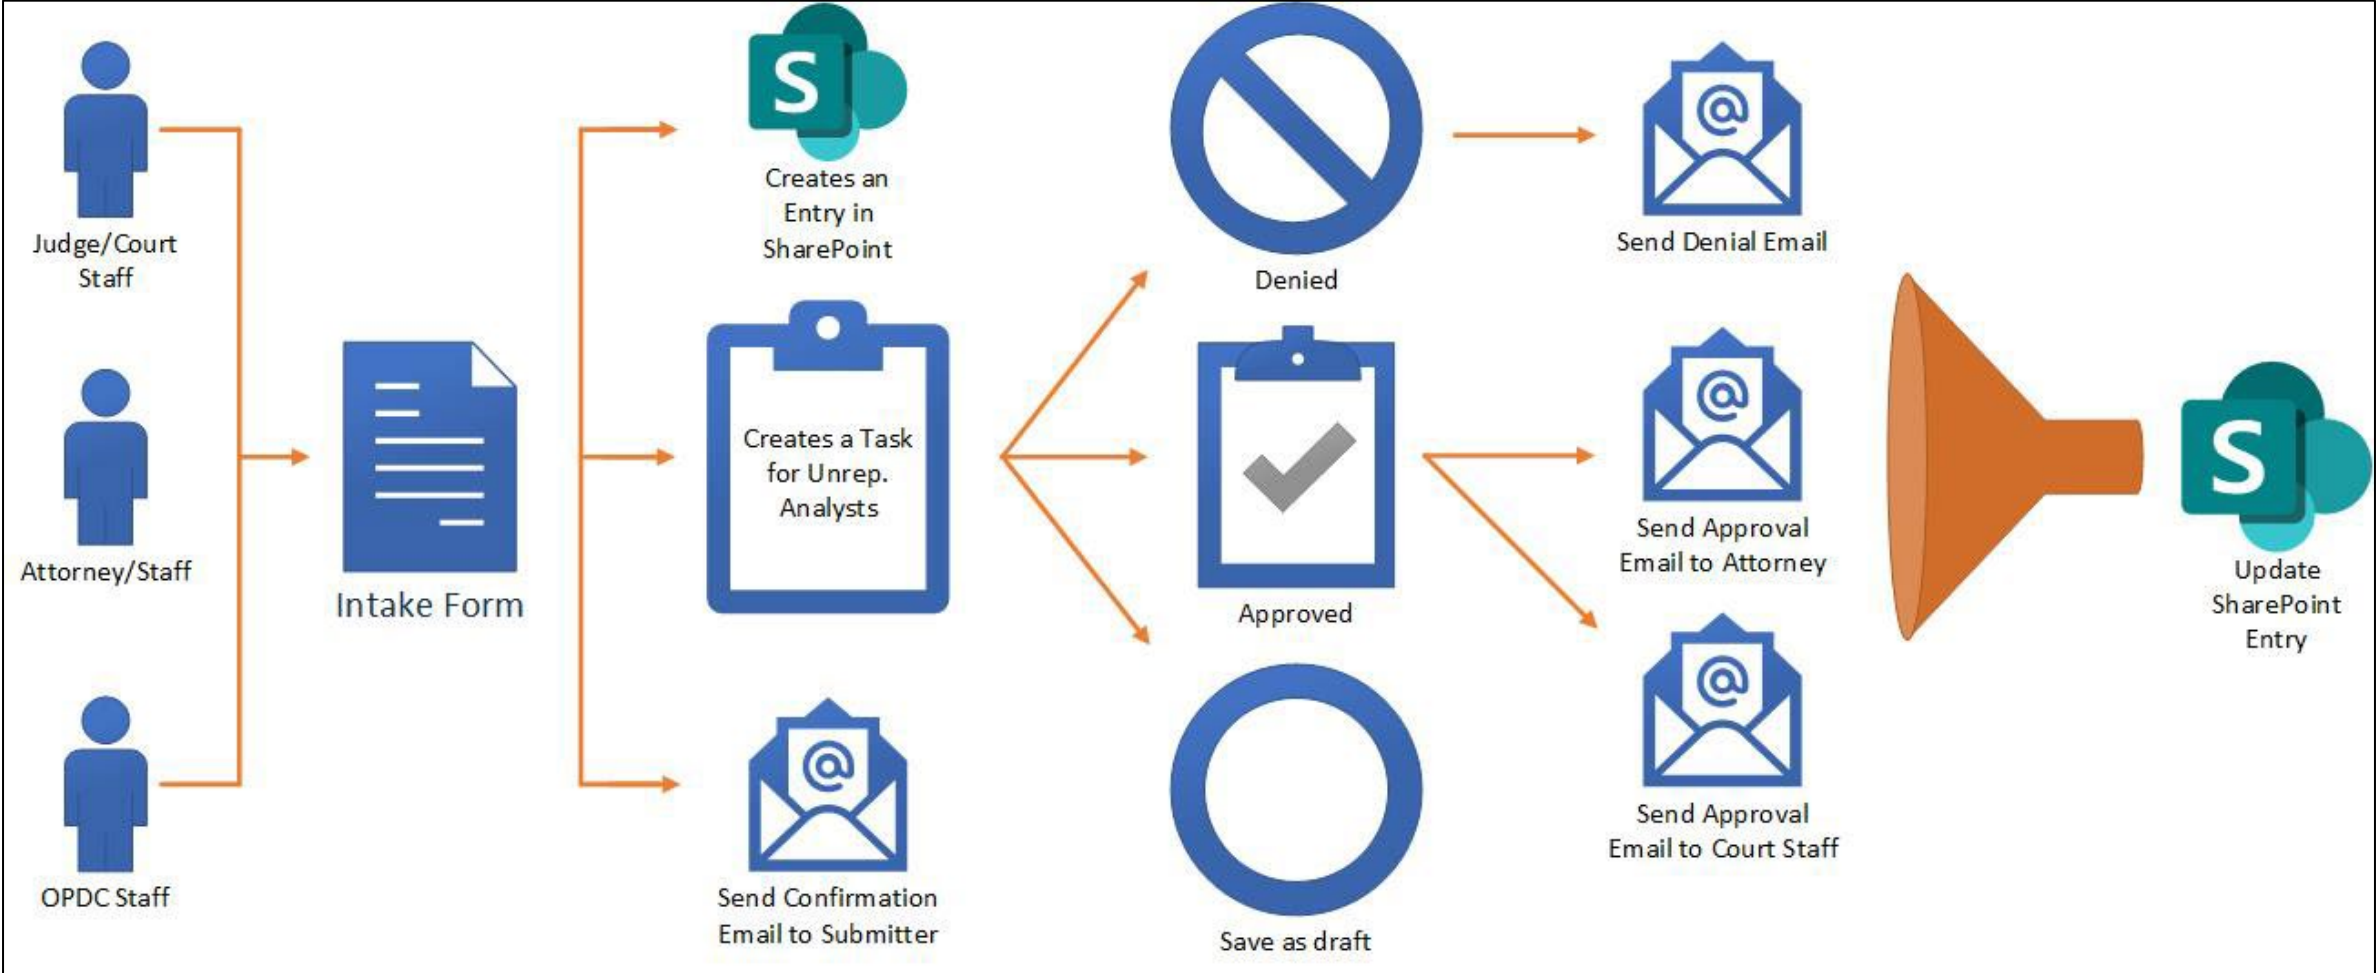 Judge/Court
Staff
Attorney/Staff
OPDC Staff
Intake Form
S
Creates an
Entry in
SharePoint
Creates a Task
for Unrep.
Analysts
@
Send Confirmation
Email to Submitter
Denied
Approved
Save as draft
@
Send Denial Email
@
Send Approval
Email to Attorney
@
Send Approval
Email to Court Staff
S
Update
SharePoint
Entry